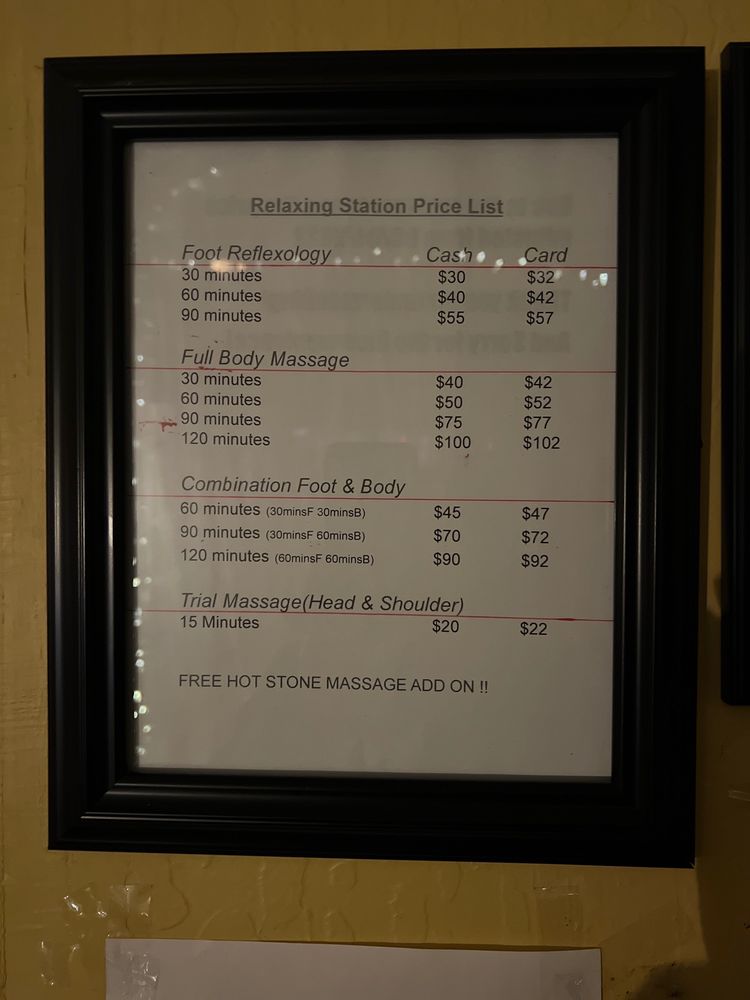 Relaxing Station Price List
Foot Reflexology Cash Card
30 minutes $30 $32
60 minutes $40 $42
90 minutes $55 $57
Full Body Massage
30 minutes $40 $42
60 minutes $50 $52
90 minutes $75 $77
120 minutes $100 $102
Combination Foot & Body
60 minutes (30minsF 30minsB) $45 $47
90 minutes (30minsF 60minsB) $70 $72
120 minutes (60minsF 60minsB) $90 $92
Trial Massage(Head & Shoulder)
15 Minutes $20 $22
FREE HOT STONE MASSAGE ADD ON !!